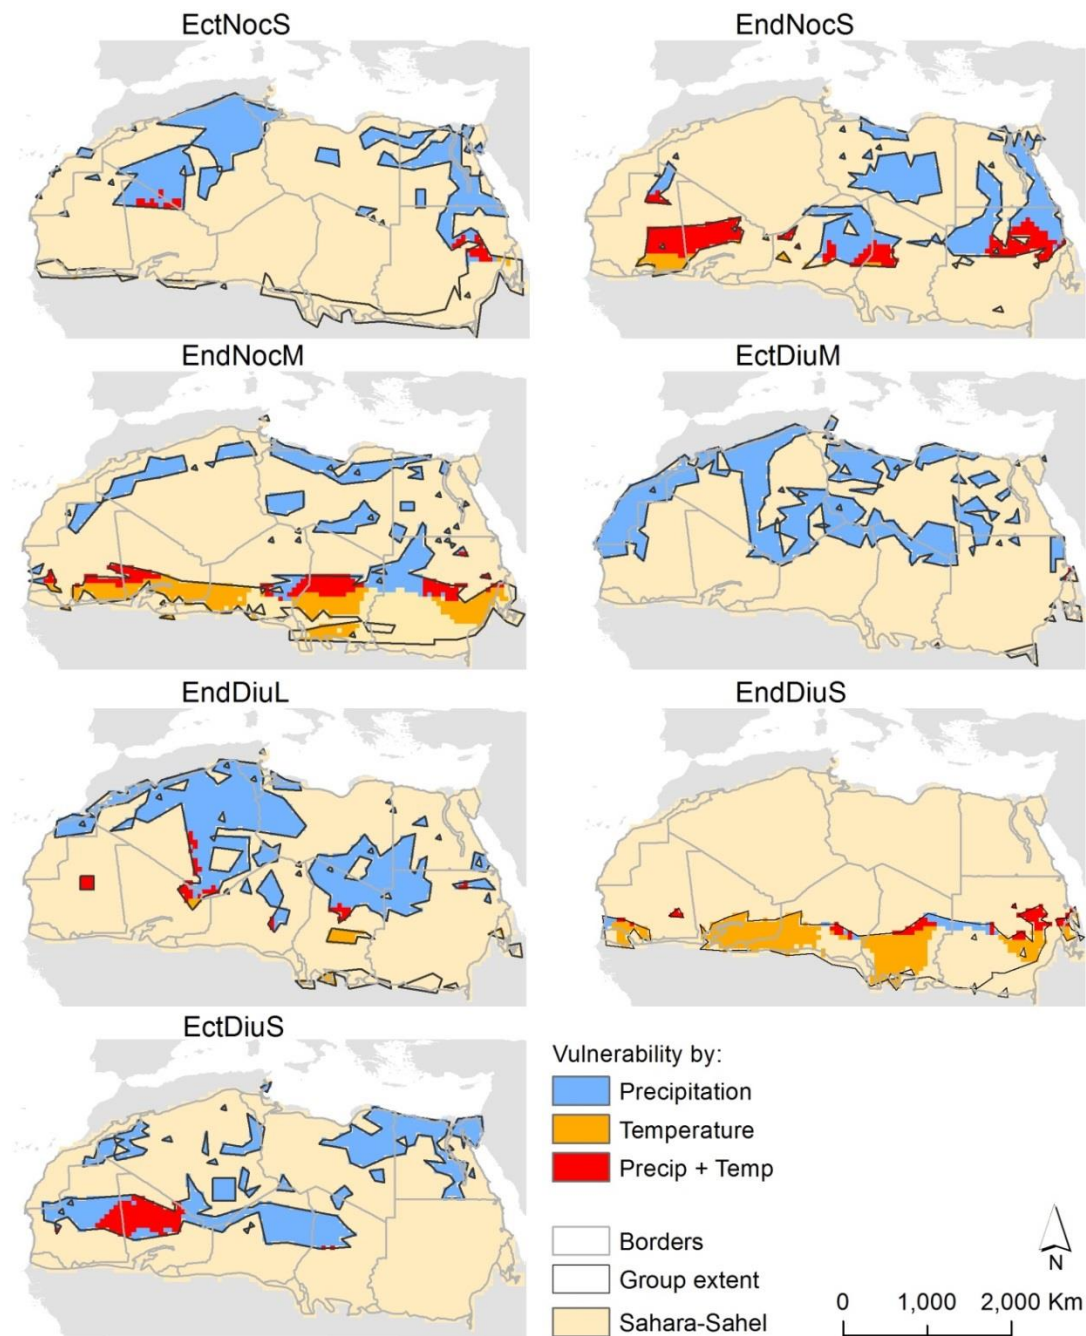 EctNocS
EndNocS
EndNocM
EctDiuM
EndDiuL
EndDiuS
EctDiuS
Vulnerability by:
Precipitation
Temperature
Precip + Temp
Borders
Group extent
Sahara-Sahel
N
0 1,000 2,000 Km